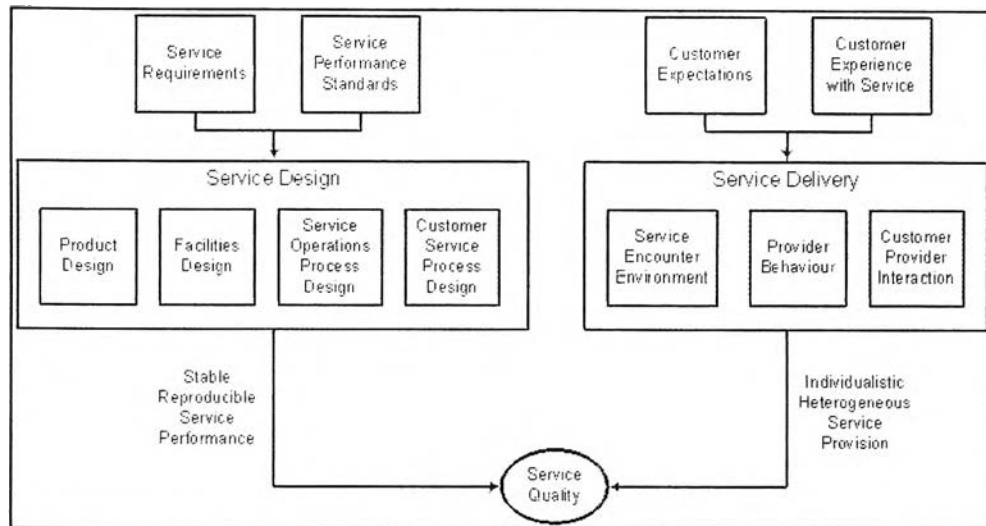 Service
Requirements
Service
Performance
Standards
Customer
Expectations
Customer
Experience
with Service
Service Design
Product
Design
Facilities
Design
Service
Operations
Process
Design
Customer
Service
Process
Design
Service Delivery
Service
Encounter
Environment
Provider
Behaviour
Customer
Provider
Interaction
Stable
Reproducible
Service
Performance
Individualistic
Heterogeneous
Service
Provision
Service
Quality